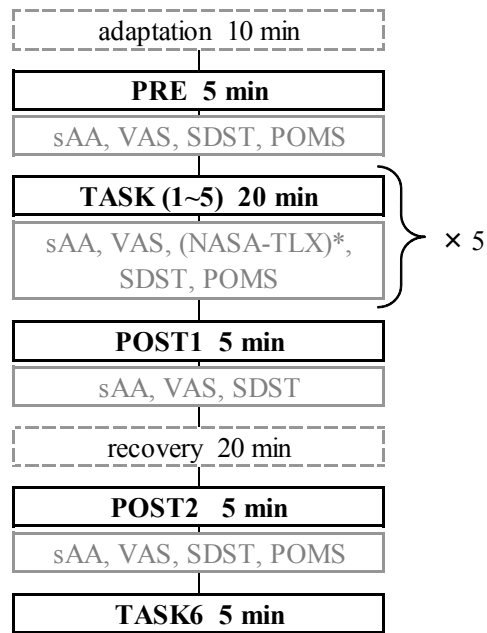 adaptation 10 min
PRE 5 min
sAA, VAS, SDST, POMS
TASK (1~5) 20 min
sAA, VAS, (NASA-TLX)*,
SDST, POMS
× 5
POST1 5 min
sAA, VAS, SDST
recovery 20 min
POST2 5 min
sAA, VAS, SDST, POMS
TASK6 5 min